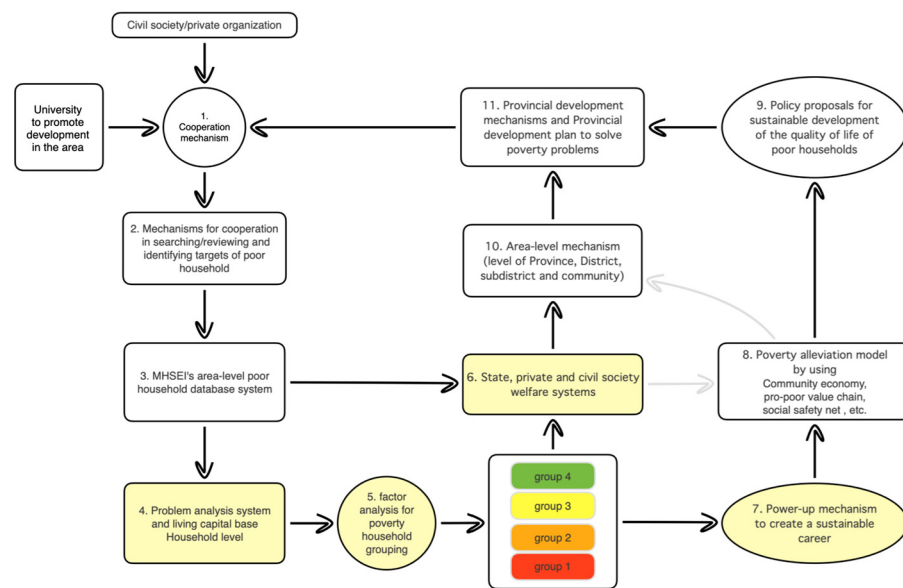 Civil society/private organization
University
to promote
development
in the area
1.
Cooperation
mechanism
11. Provincial development
mechanisms and Provincial
development plan to solve
poverty problems
9. Policy proposals for
sustainable development
of the quality of life of
poor households
2. Mechanisms for cooperation
in searching/reviewing and
identifying targets of poor
household
10. Area-level mechanism
(level of Province, District,
subdistrict and community)
3. MHSEI's area-level poor
household database system
6. State, private and civil society
welfare systems
8. Poverty alleviation model
by using
Community economy,
pro-poor value chain,
social safety net , etc.
4. Problem analysis system
and living capital base
Household level
5. factor
analysis for
poverty
household
grouping
group 4
group 3
group 2
group 1
7. Power-up mechanism
to create a sustainable
career